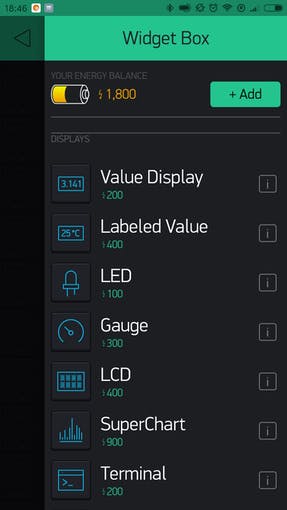 18:46
Widget Box
YOUR ENERGY BALANCE
1,800
+ Add
DISPLAYS
3.141
Value Display
200
25°C
Labeled Value
400
LED
100
Gauge
300
LCD
400
SuperChart
900
>_
Terminal
200